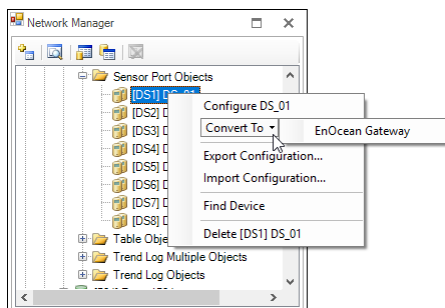 Network Manager
Sensor Port Objects
[DS1] DS_01
[DS2] D
[DS3] D
[DS4] D
[DS5] D
[DS6] D
[DS7] D
[DS8] D
Table Obje
Trend Log Multiple Objects
Trend Log Objects
Configure DS_01
Convert To
EnOcean Gateway
Export Configuration...
Import Configuration...
Find Device
Delete [DS1] DS_01